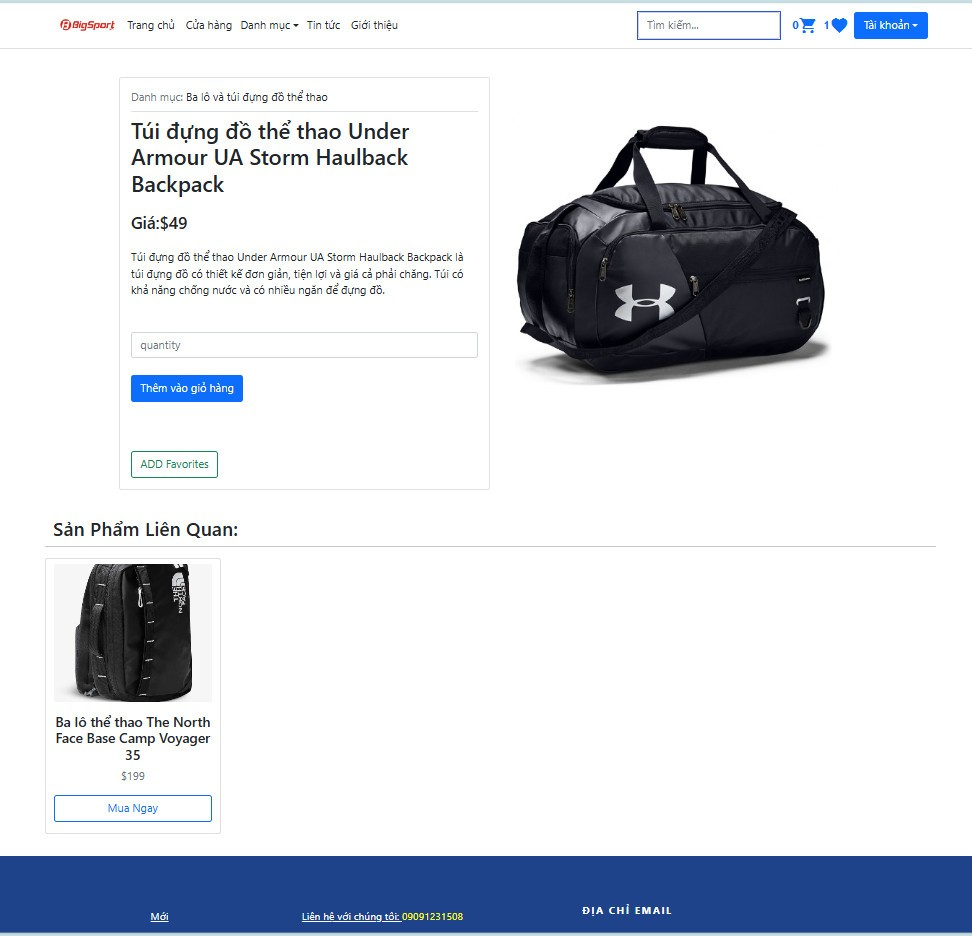 BigSport Trang chủ Cửa hàng Danh mục Tin tức Giới thiệu Tìm kiếm... 0 1 Tài khoản
Danh mục: Ba lô và túi đựng đồ thể thao
Túi đựng đồ thể thao Under
Armour UA Storm Haulback
Backpack
Giá:$49
Túi đựng đồ thể thao Under Armour UA Storm Haulback Backpack là
túi đựng đồ có thiết kế đơn giản, tiện lợi và giá cả phải chăng. Túi có
khả năng chống nước và có nhiều ngăn để đựng đồ.
quantity
Thêm vào giỏ hàng
ADD Favorites
Sản Phẩm Liên Quan:
Ba lô thể thao The North
Face Base Camp Voyager
35
$199
Mua Ngay
Mới Liên hê với chúng tôi: 09091231508 ĐỊA CHỈ EMAIL